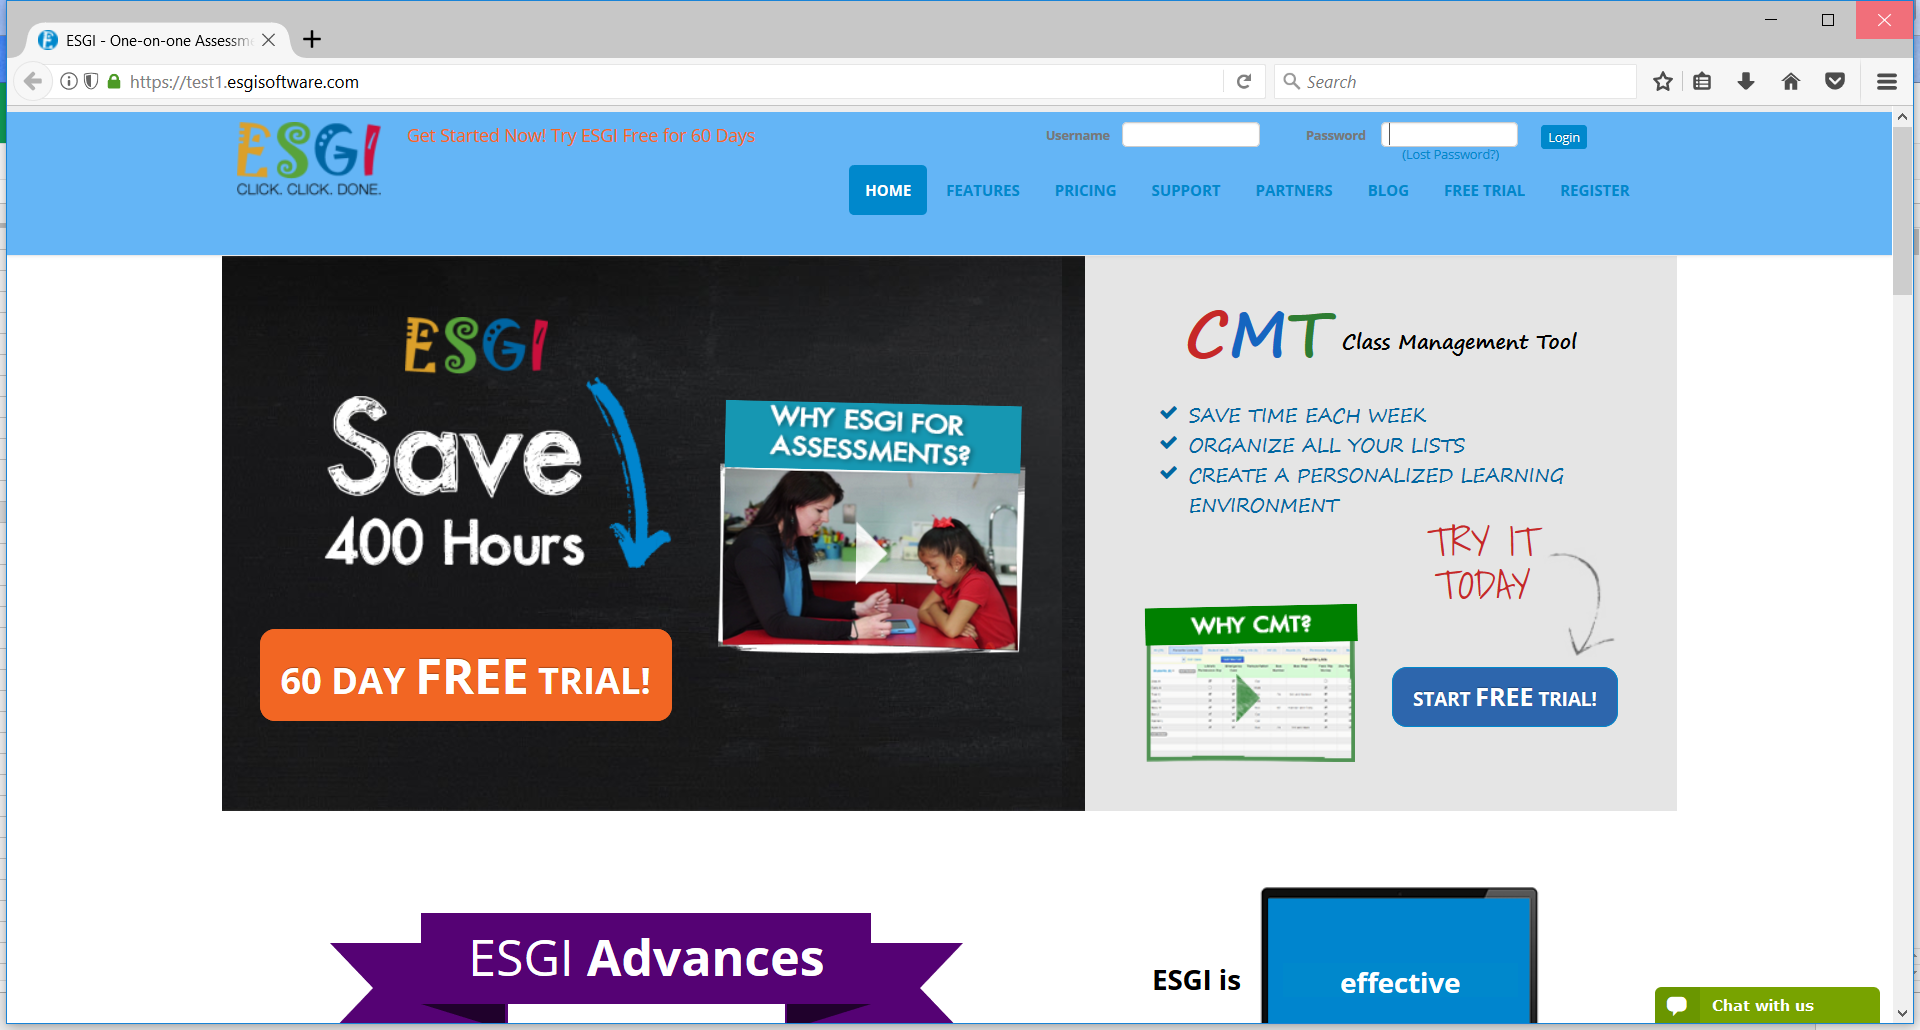 ESGI - One-on-one Assessm
https://test1.esgisoftware.com
Search
ESGI
CLICK. CLICK. DONE.
Get Started Now! Try ESGI Free for 60 Days
Username
Password
Login
(Lost Password?)
HOME
FEATURES
PRICING
SUPPORT
PARTNERS
BLOG
FREE TRIAL
REGISTER
ESGI
Save
400 Hours
WHY ESGI FOR
ASSESSMENTS?
60 DAY FREE TRIAL!
CMT Class Management Tool
SAVE TIME EACH WEEK
ORGANIZE ALL YOUR LISTS
CREATE A PERSONALIZED LEARNING
ENVIRONMENT
TRY IT
TODAY
WHY CMT?
START FREE TRIAL!
ESGI Advances
ESGI is
effective
Chat with us